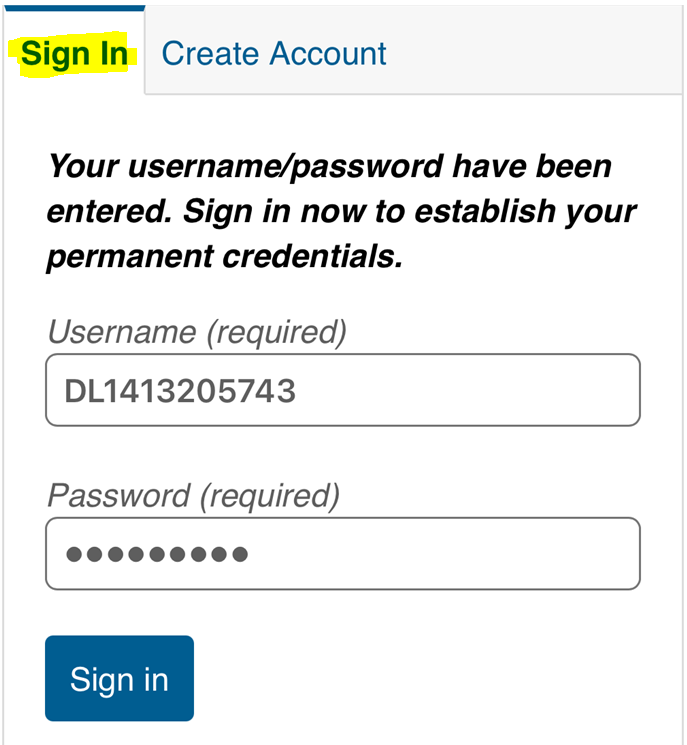 Sign In
Create Account
Your username/password have been
entered. Sign in now to establish your
permanent credentials.
Username (required)
DL1413205743
Password (required)
●●●●●●●●●
Sign in